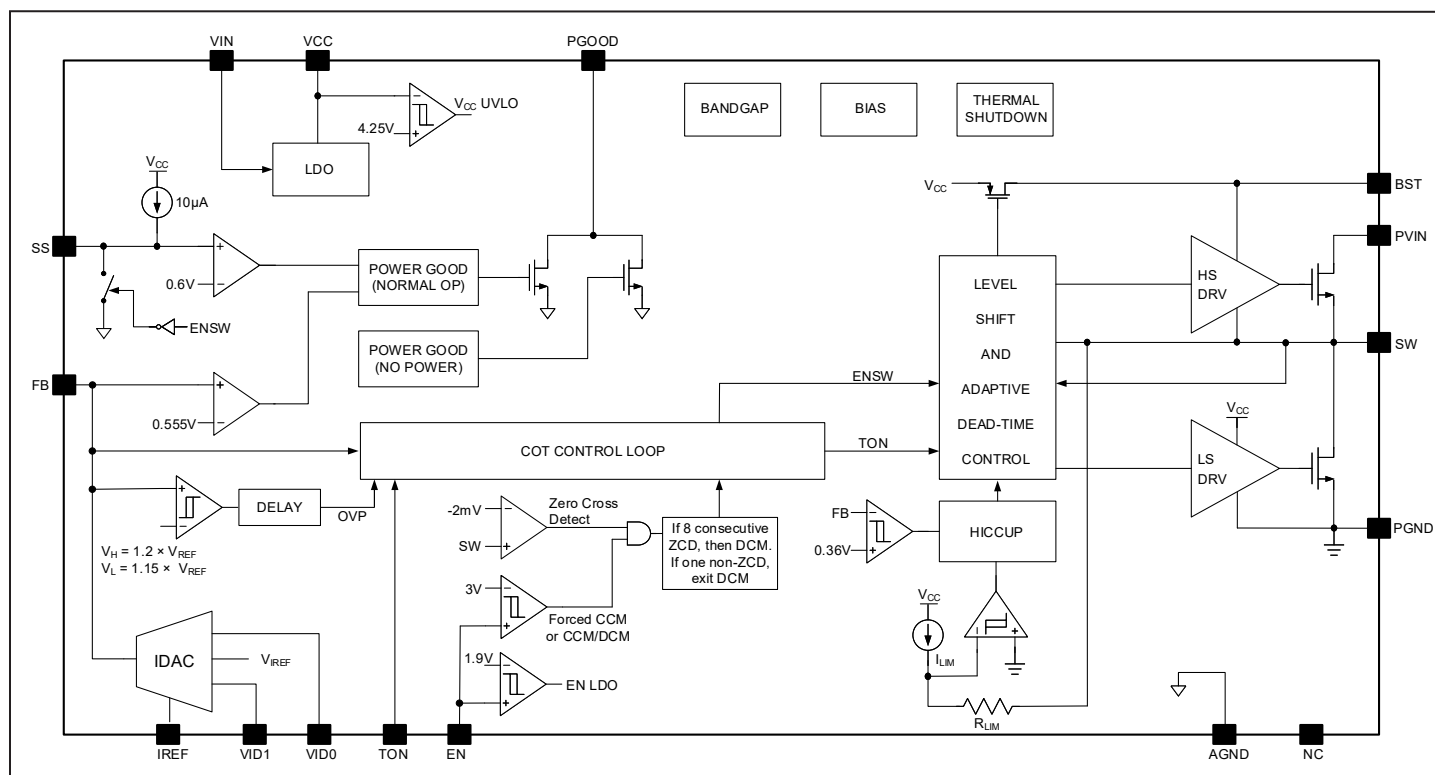 VIN
VCC
PGOOD
VCC UVLO
4.25V
LDO
BANDGAP
BIAS
THERMAL
SHUTDOWN
VCC
10µA
SS
0.6V
ENSW
POWER GOOD
(NORMAL OP)
POWER GOOD
(NO POWER)
FB
0.555V
VCC
BST
PVIN
LEVEL
SHIFT
AND
ADAPTIVE
DEAD-TIME
CONTROL
HS
DRV
SW
ENSW
COT CONTROL LOOP
TON
VCC
LS
DRV
PGND
DELAY
OVP
VH = 1.2 × VREF
VL = 1.15 × VREF
-2mV
SW
Zero Cross
Detect
If 8 consecutive
ZCD, then DCM.
If one non-ZCD,
exit DCM
FB
0.36V
HICCUP
3V
Forced CCM
or CCM/DCM
VCC
ILIM
IDAC
VIREF
1.9V
EN LDO
RLIM
IREF
VID1
VID0
TON
EN
AGND
NC